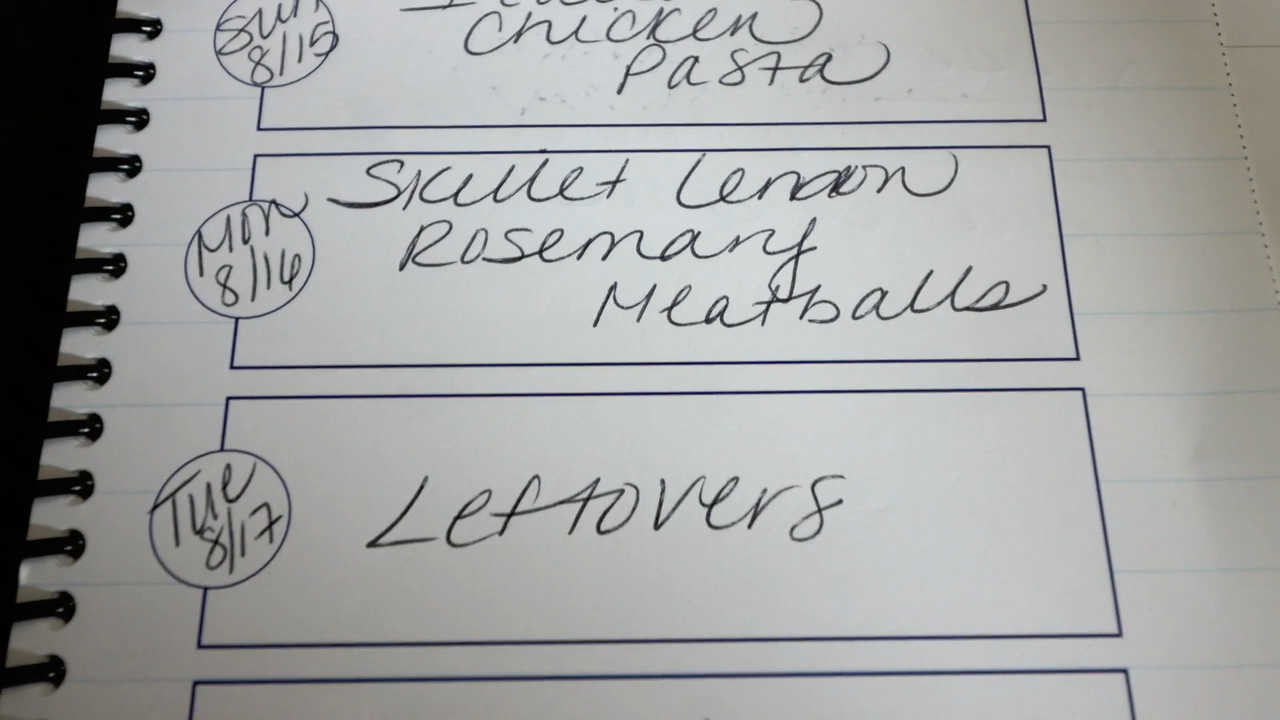 Sun
8/15
Chicken
Pasta
Mon
8/16
Skillet Lemon
Rosemary
Meatballs
Tue
8/17
Leftovers